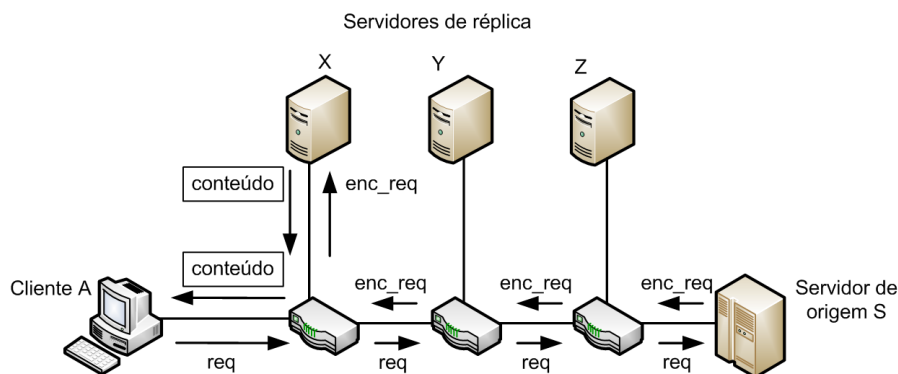 Servidores de réplica
X
Y
Z
conteúdo
enc_req
conteúdo
enc_req
enc_req
enc_req
Cliente A
Servidor de
origem S
req
req
req
req